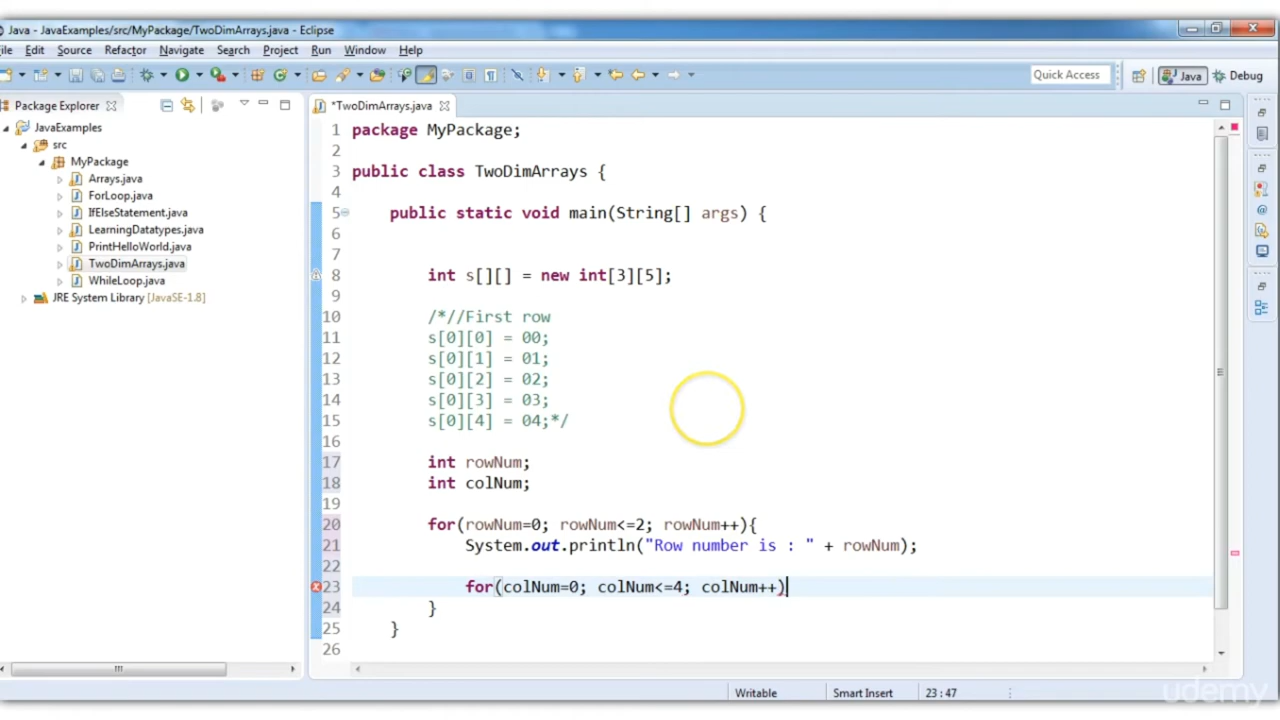 Java - JavaExamples/src/MyPackage/TwoDimArrays.java - Eclipse
ile Edit Source Refactor Navigate Search Project Run Window Help
Quick Access Java Debug
Package Explorer
*TwoDimArrays.java
JavaExamples
src
MyPackage
Arrays.java
ForLoop.java
IfElseStatement.java
LearningDatatypes.java
PrintHelloWorld.java
TwoDimArrays.java
WhileLoop.java
JRE System Library [JavaSE-1.8]
1 package MyPackage;
2
3 public class TwoDimArrays {
4
5 public static void main(String[] args) {
6
7
8 int s[][] = new int[3][5];
9
10 /*//First row
11 s[0][0] = 00;
12 s[0][1] = 01;
13 s[0][2] = 02;
14 s[0][3] = 03;
15 s[0][4] = 04;*/
16
17 int rowNum;
18 int colNum;
19
20 for(rowNum=0; rowNum<=2; rowNum++){
21 System.out.println("Row number is : " + rowNum);
22
23 for(colNum=0; colNum<=4; colNum++)
24 }
25 }
26
Writable Smart Insert 23 : 47
udemy